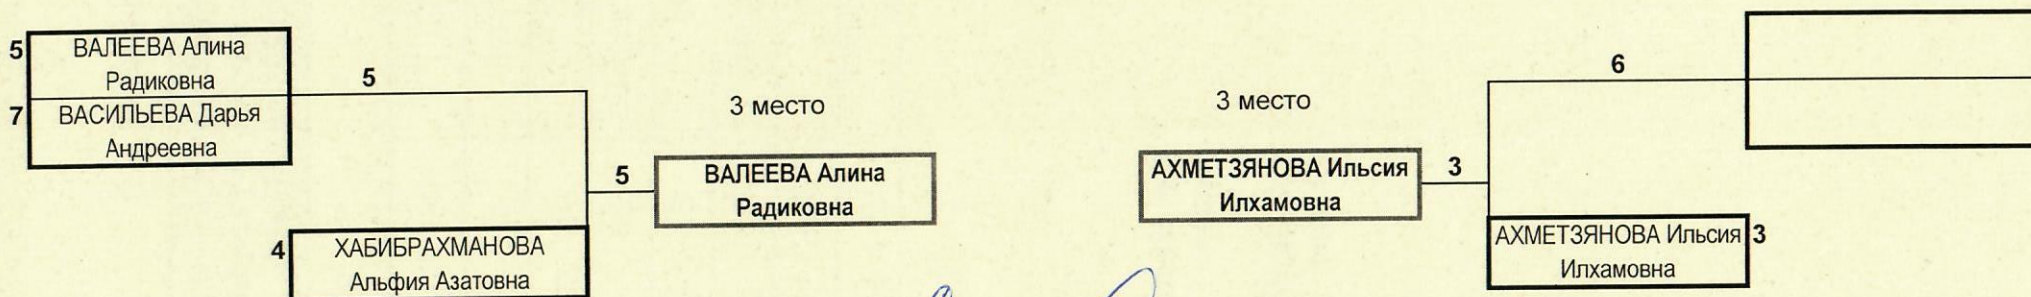 5 ВАЛЕЕВА Алина
Радиковна
7 ВАСИЛЬЕВА Дарья
Андреевна
5
4 ХАБИБРАХМАНОВА
Альфия Азатовна
3 место
5 ВАЛЕЕВА Алина
Радиковна
3 место
АХМЕТЗЯНОВА Ильсия 3
Илхамовна
6
АХМЕТЗЯНОВА Ильсия 3
Илхамовна